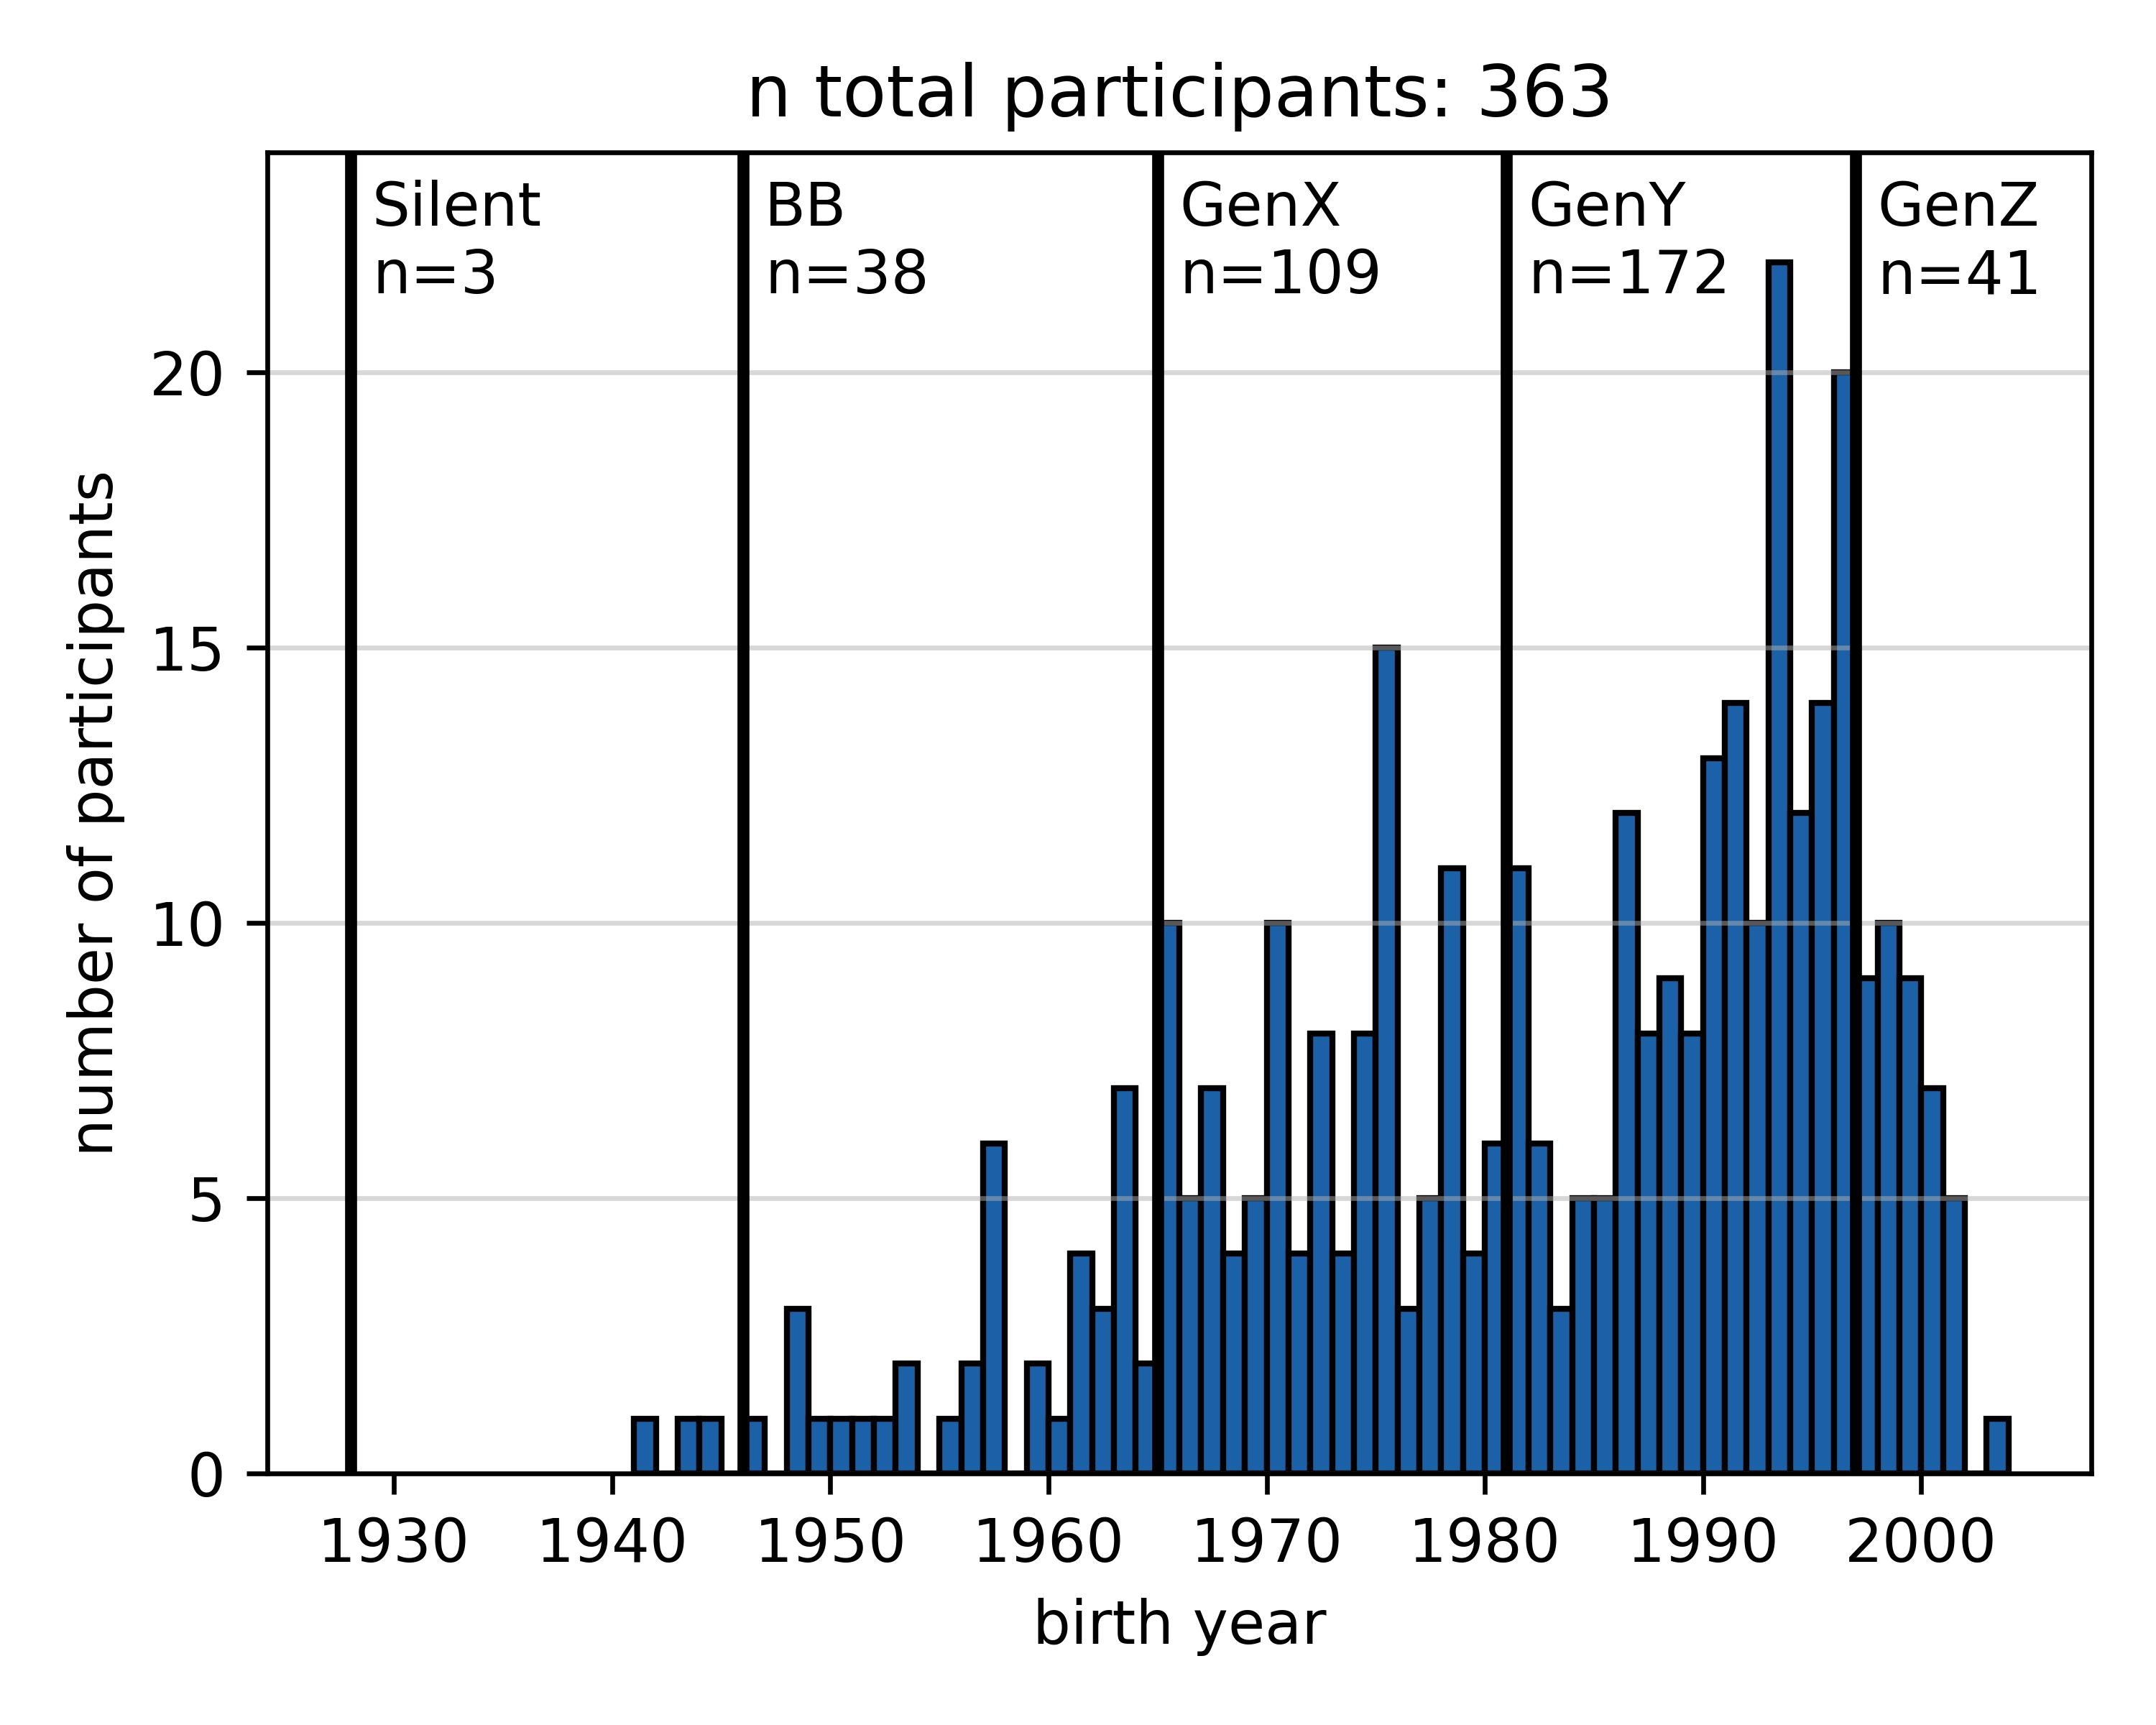 n total participants: 363
Silent
n=3
BB
n=38
GenX
n=109
GenY
n=172
GenZ
n=41
number of participants
20
15
10
5
0
1930 1940 1950 1960 1970 1980 1990 2000
birth year